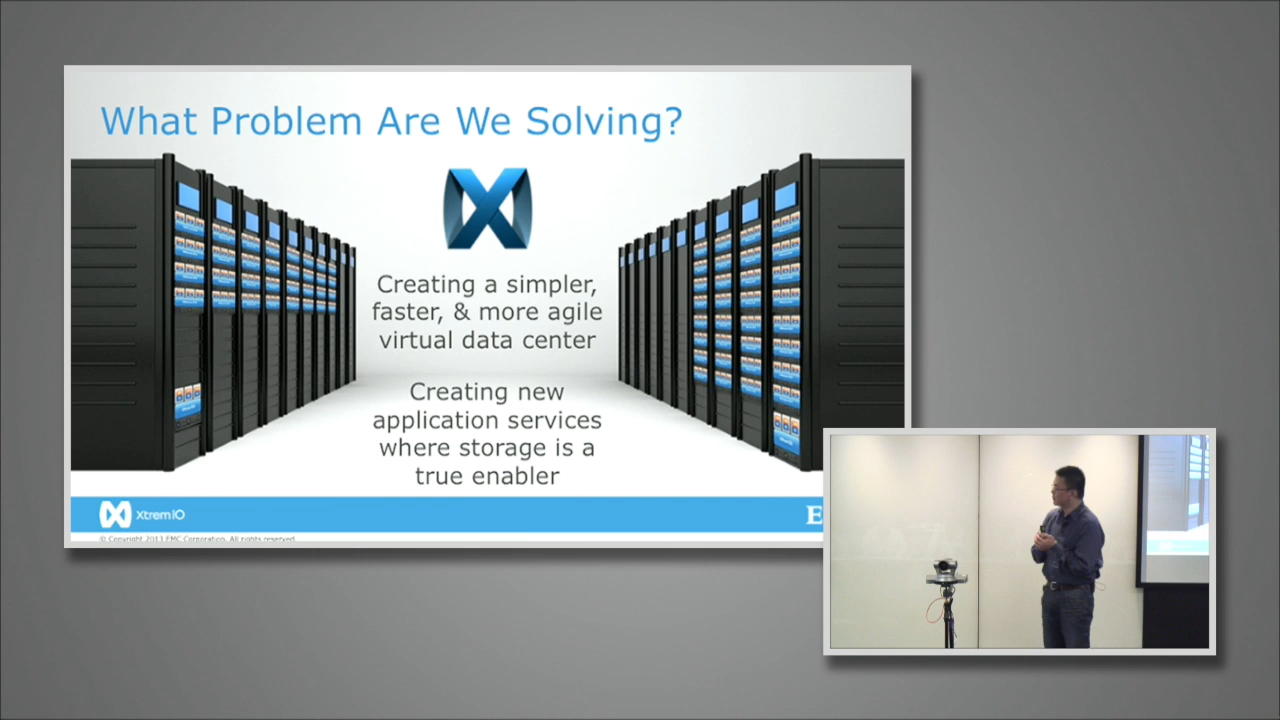 What Problem Are We Solving?
Creating a simpler,
faster, & more agile
virtual data center
Creating new
application services
where storage is a
true enabler
XtremIO
E
© Copyright 2013 EMC Corporation. All rights reserved.